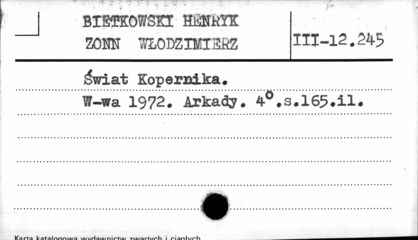 BIETKOWSKI HENRYK
ZONN WŁODZIMIERZ
III-12.245
Świat Kopernika.
W-wa 1972. Arkady. 4°.s.165.il.
Karta katalogowa wydawnictw zwartych i ciągłych